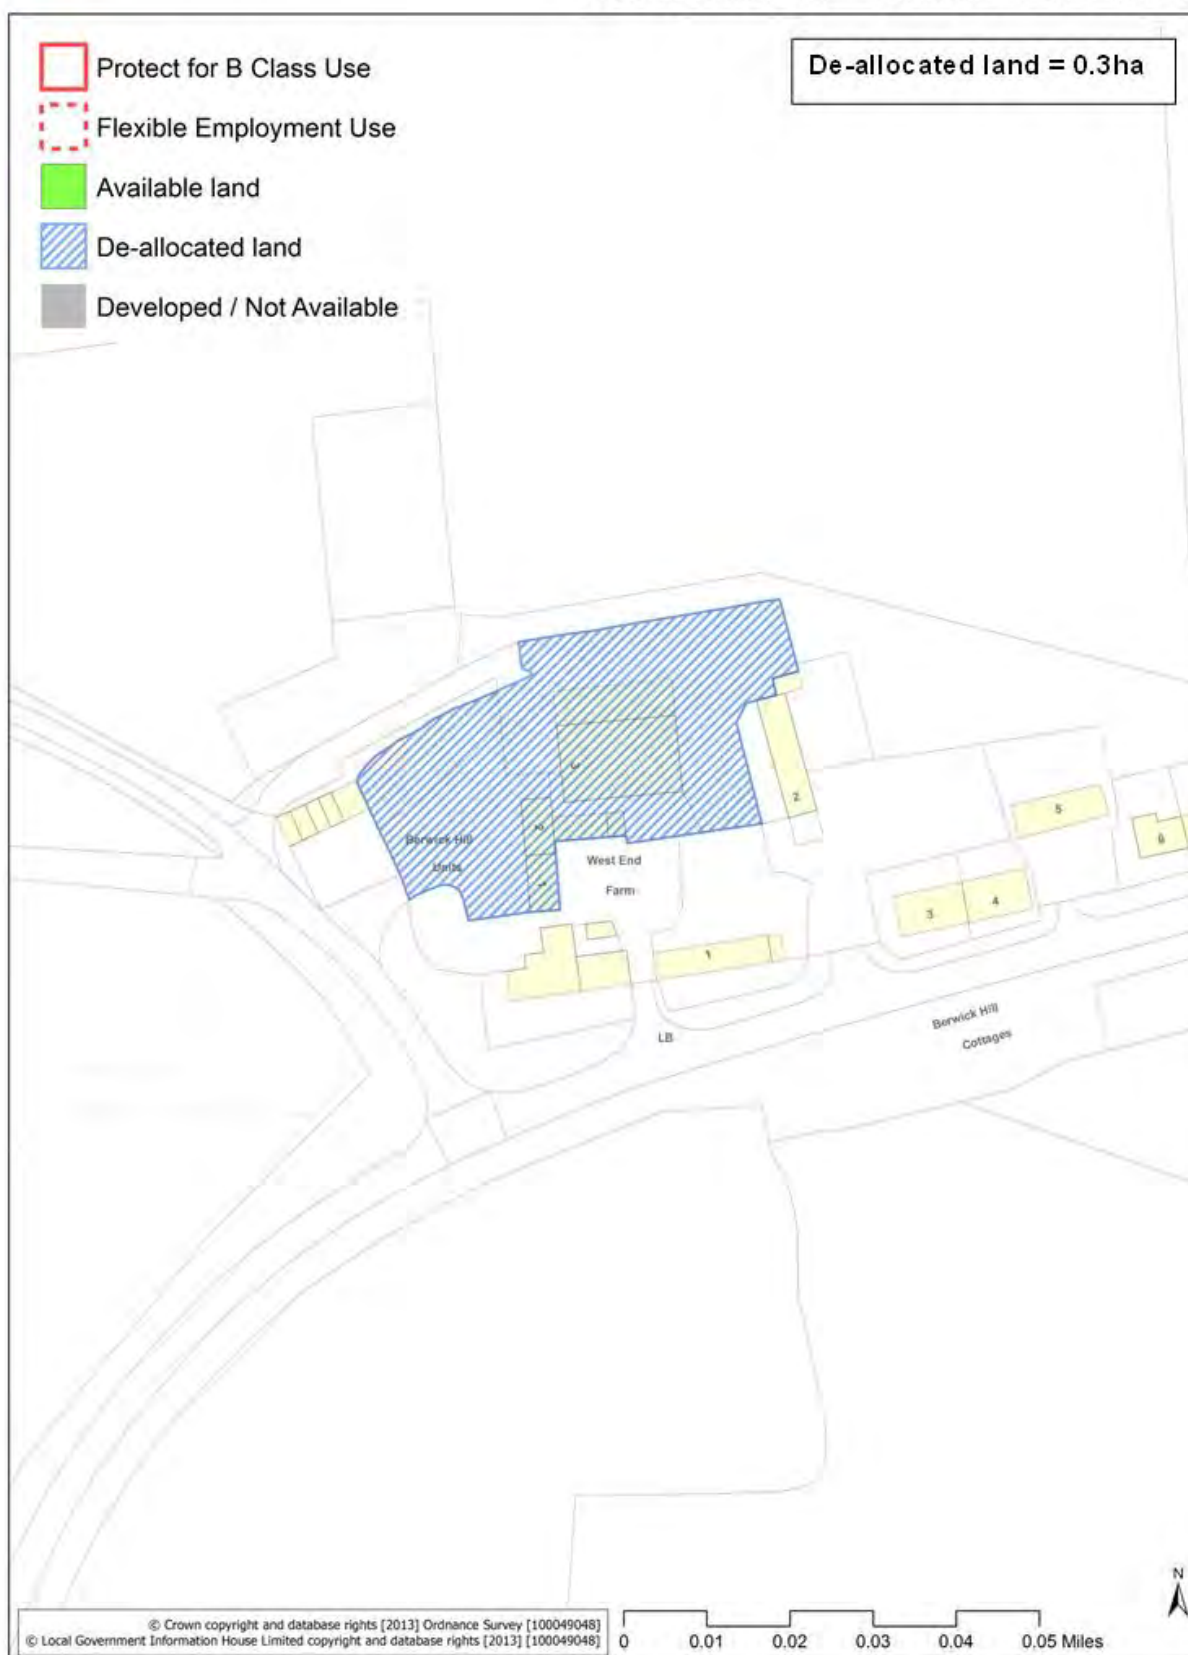 De-allocated land = 0.3ha
Protect for B Class Use
Flexible Employment Use
Available land
De-allocated land
Developed / Not Available
3
2
2
1
Berwick Hill
Units
West End
Farm
5
6
3
4
1
LB
Berwick Hill
Cottages
N
© Crown copyright and database rights [2013] Ordnance Survey [100049048]
© Local Government Information House Limited copyright and database rights [2013] [100049048]
0 0.01 0.02 0.03 0.04 0.05 Miles